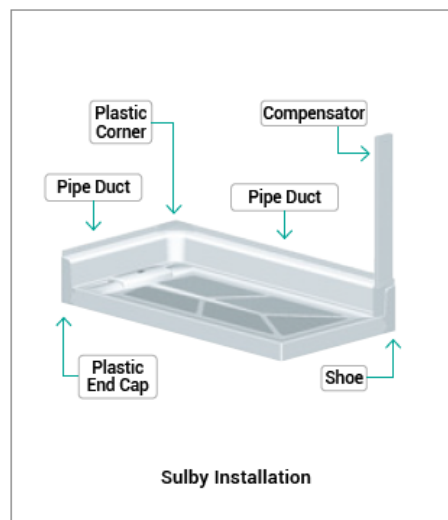 Plastic
Corner
Compensator
Pipe Duct
Pipe Duct
Plastic
End Cap
Shoe
Sulby Installation